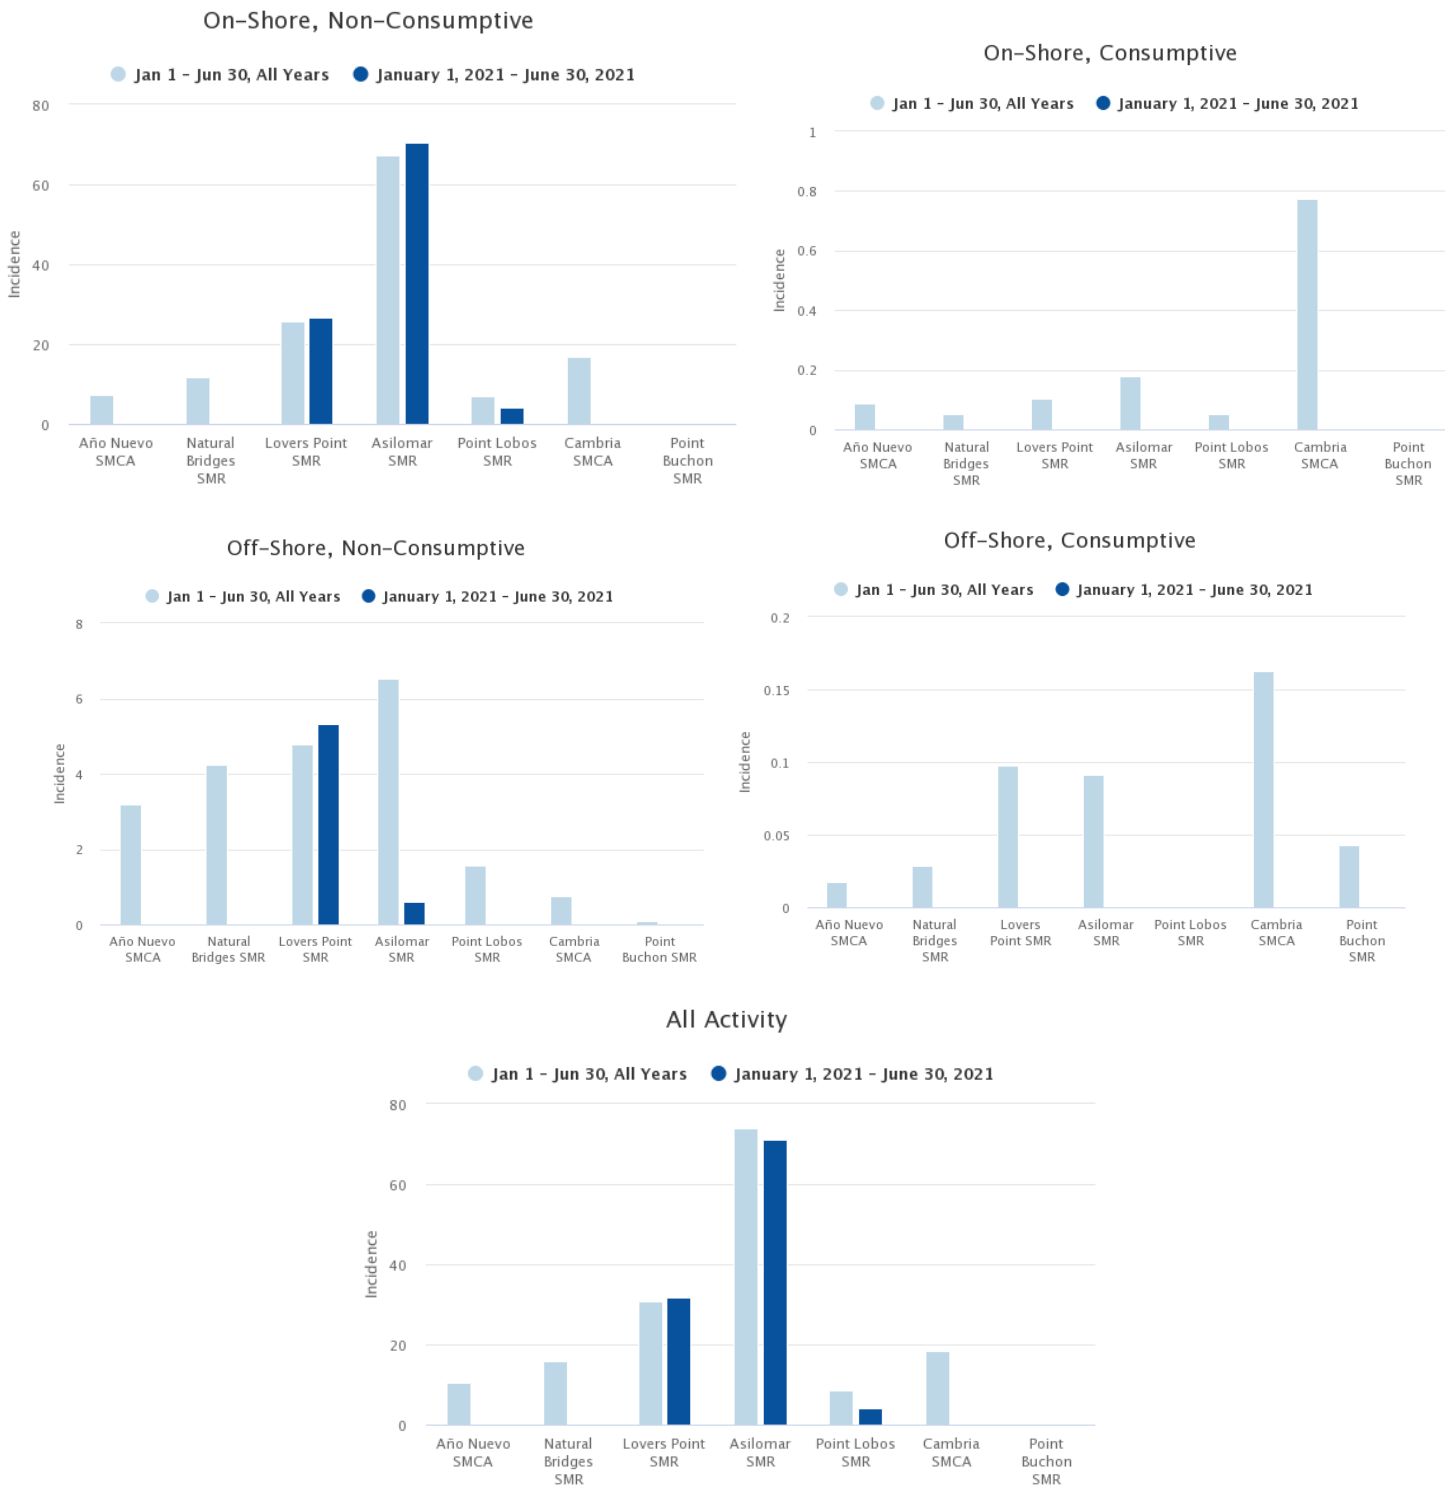 On-Shore, Non-Consumptive
Jan 1 - Jun 30, All Years January 1, 2021 - June 30, 2021
80
60
40
20
0
Incidence
Año Nuevo SMCA
Natural Bridges SMR
Lovers Point SMR
Asilomar SMR
Point Lobos SMR
Cambria SMCA
Point Buchon SMR
On-Shore, Consumptive
Jan 1 - Jun 30, All Years January 1, 2021 - June 30, 2021
1
0.8
0.6
0.4
0.2
0
Incidence
Año Nuevo SMCA
Natural Bridges SMR
Lovers Point SMR
Asilomar SMR
Point Lobos SMR
Cambria SMCA
Point Buchon SMR
Off-Shore, Non-Consumptive
Jan 1 - Jun 30, All Years January 1, 2021 - June 30, 2021
8
6
4
2
0
Incidence
Año Nuevo SMCA
Natural Bridges SMR
Lovers Point SMR
Asilomar SMR
Point Lobos SMR
Cambria SMCA
Point Buchon SMR
Off-Shore, Consumptive
Jan 1 - Jun 30, All Years January 1, 2021 - June 30, 2021
0.2
0.15
0.1
0.05
0
Incidence
Año Nuevo SMCA
Natural Bridges SMR
Lovers Point SMR
Asilomar SMR
Point Lobos SMR
Cambria SMCA
Point Buchon SMR
All Activity
Jan 1 - Jun 30, All Years January 1, 2021 - June 30, 2021
80
60
40
20
0
Incidence
Año Nuevo SMCA
Natural Bridges SMR
Lovers Point SMR
Asilomar SMR
Point Lobos SMR
Cambria SMCA
Point Buchon SMR